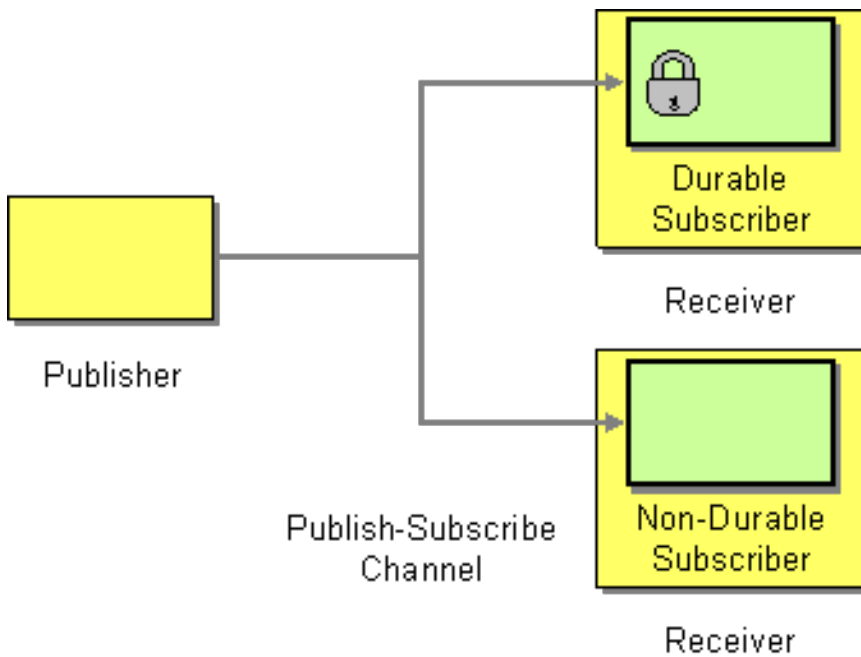 Durable
Subscriber
Receiver
Publisher
Publish-Subscribe
Channel
Non-Durable
Subscriber
Receiver